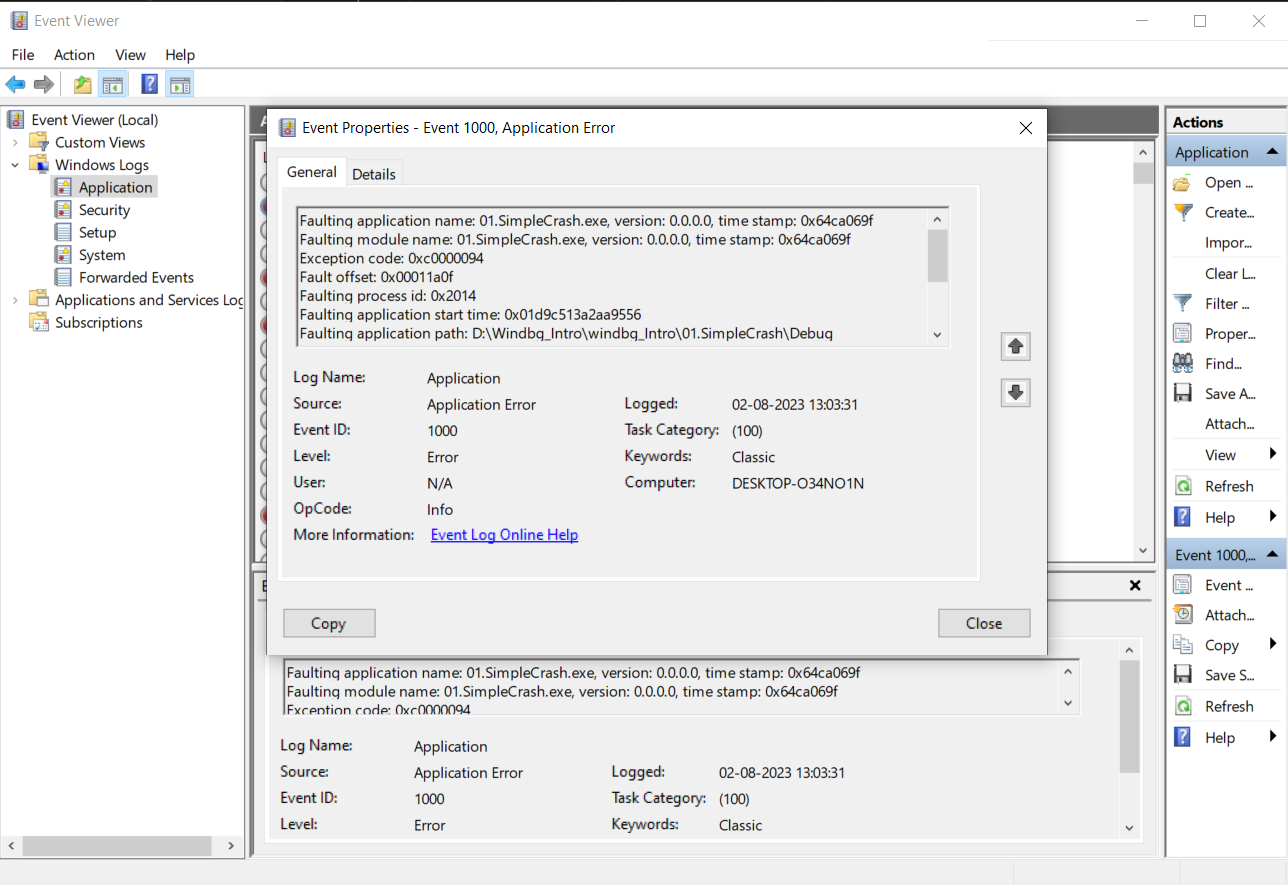 Event Viewer
File Action View Help
Event Viewer (Local)
Custom Views
Windows Logs
Application
Security
Setup
System
Forwarded Events
Applications and Services Log
Subscriptions
Event Properties - Event 1000, Application Error
General Details
Faulting application name: 01.SimpleCrash.exe, version: 0.0.0.0, time stamp: 0x64ca069f
Faulting module name: 01.SimpleCrash.exe, version: 0.0.0.0, time stamp: 0x64ca069f
Exception code: 0xc0000094
Fault offset: 0x00011a0f
Faulting process id: 0x2014
Faulting application start time: 0x01d9c513a2aa9556
Faulting application path: D:\Windbg_Intro\windbg_Intro\01.SimpleCrash\Debug
Log Name: Application
Source: Application Error Logged: 02-08-2023 13:03:31
Event ID: 1000 Task Category: (100)
Level: Error Keywords: Classic
User: N/A Computer: DESKTOP-O34NO1N
OpCode: Info
More Information: Event Log Online Help
Copy Close
Faulting application name: 01.SimpleCrash.exe, version: 0.0.0.0, time stamp: 0x64ca069f
Faulting module name: 01.SimpleCrash.exe, version: 0.0.0.0, time stamp: 0x64ca069f
Exception code: 0xc0000094
Log Name: Application
Source: Application Error Logged: 02-08-2023 13:03:31
Event ID: 1000 Task Category: (100)
Level: Error Keywords: Classic
Actions
Application
Open ...
Create...
Impor...
Clear L...
Filter ...
Proper...
Find...
Save A...
Attach...
View
Refresh
Help
Event 1000,...
Event ...
Attach...
Copy
Save S...
Refresh
Help